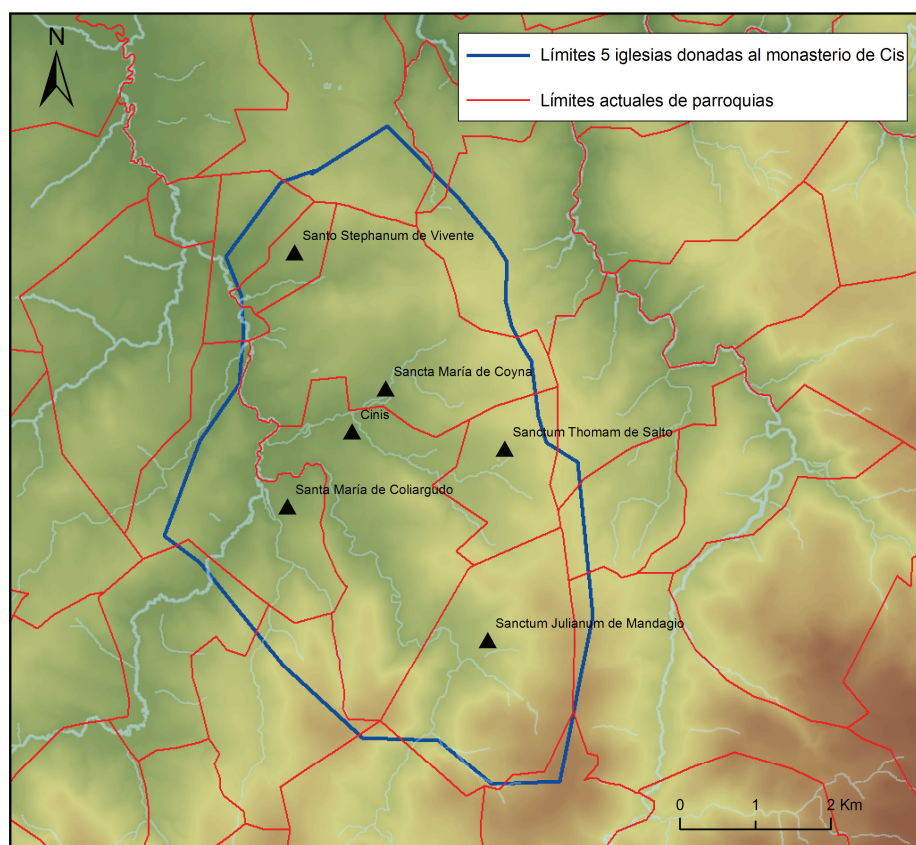 N
Límites 5 iglesias donadas al monasterio de Cis
Límites actuales de parroquias
Santo Stephanum de Vivente
Sancta María de Coyna
Cinis
Sanctum Thomam de Salto
Santa María de Coliargudo
Sanctum Julianum de Mandagio
0 1 2 Km